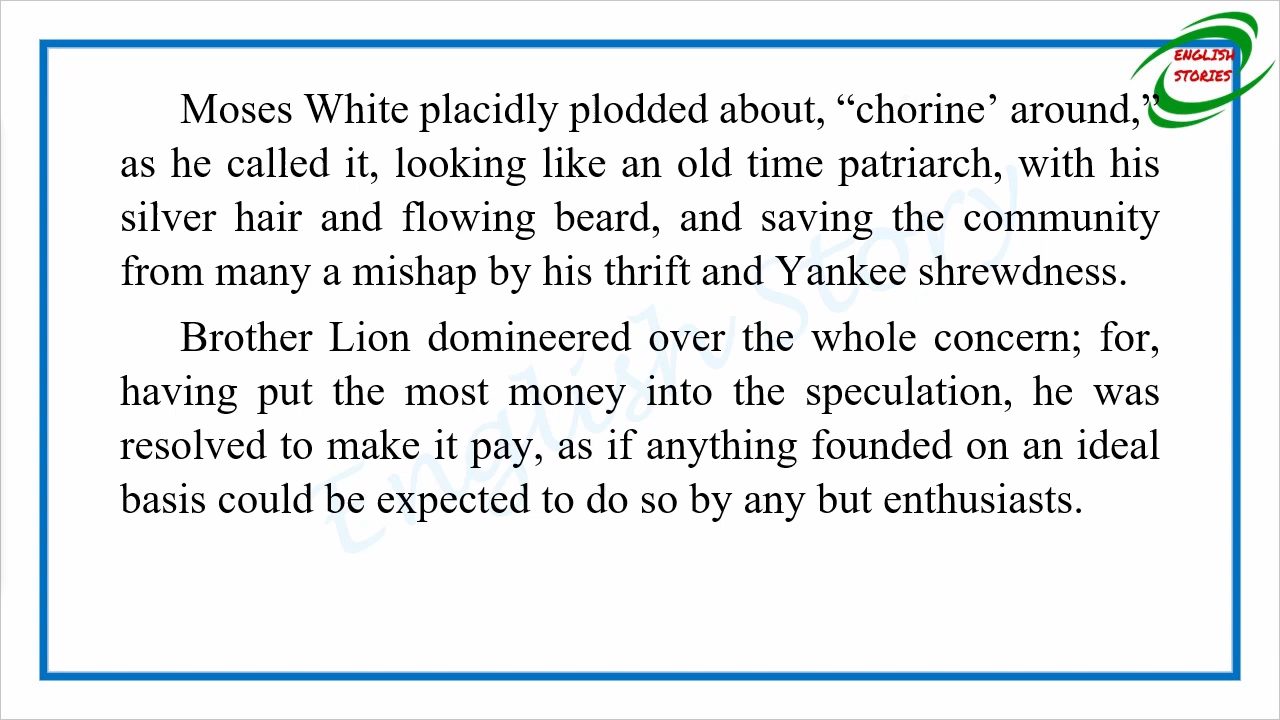 ENGLISH
STORIES
Moses White placidly plodded about, “chorine’ around,”
as he called it, looking like an old time patriarch, with his
silver hair and flowing beard, and saving the community
from many a mishap by his thrift and Yankee shrewdness.
Brother Lion domineered over the whole concern; for,
having put the most money into the speculation, he was
resolved to make it pay, as if anything founded on an ideal
basis could be expected to do so by any but enthusiasts.
English Story